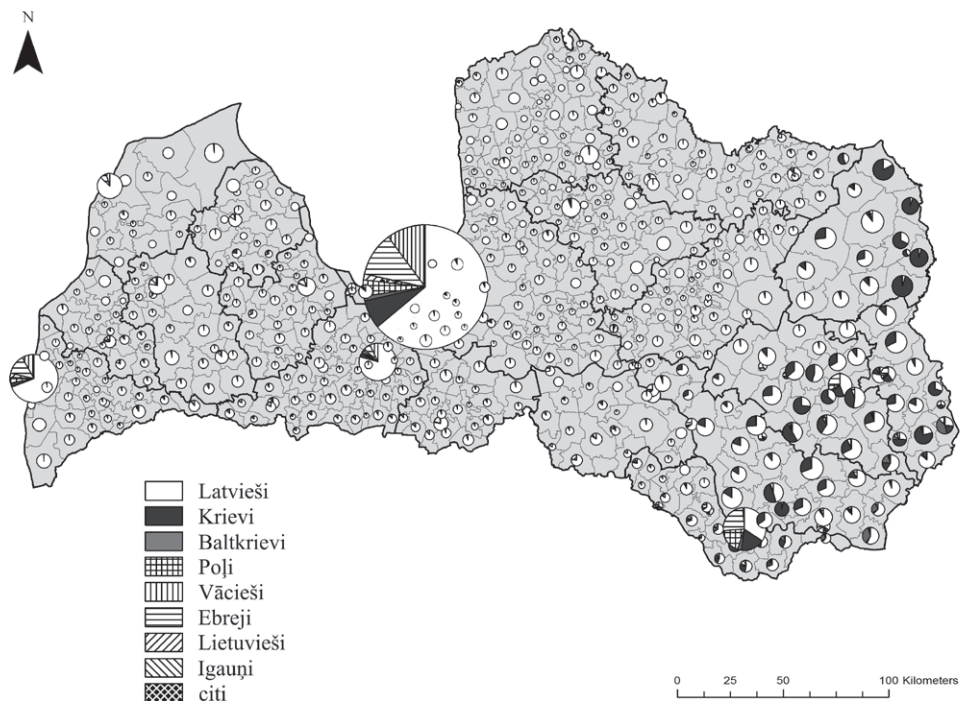 N
Latvieši
Krievi
Baltkrievi
Poļi
Vācieši
Ebreji
Lietuvieši
Igauņi
citi
0 25 50 100 Kilometers